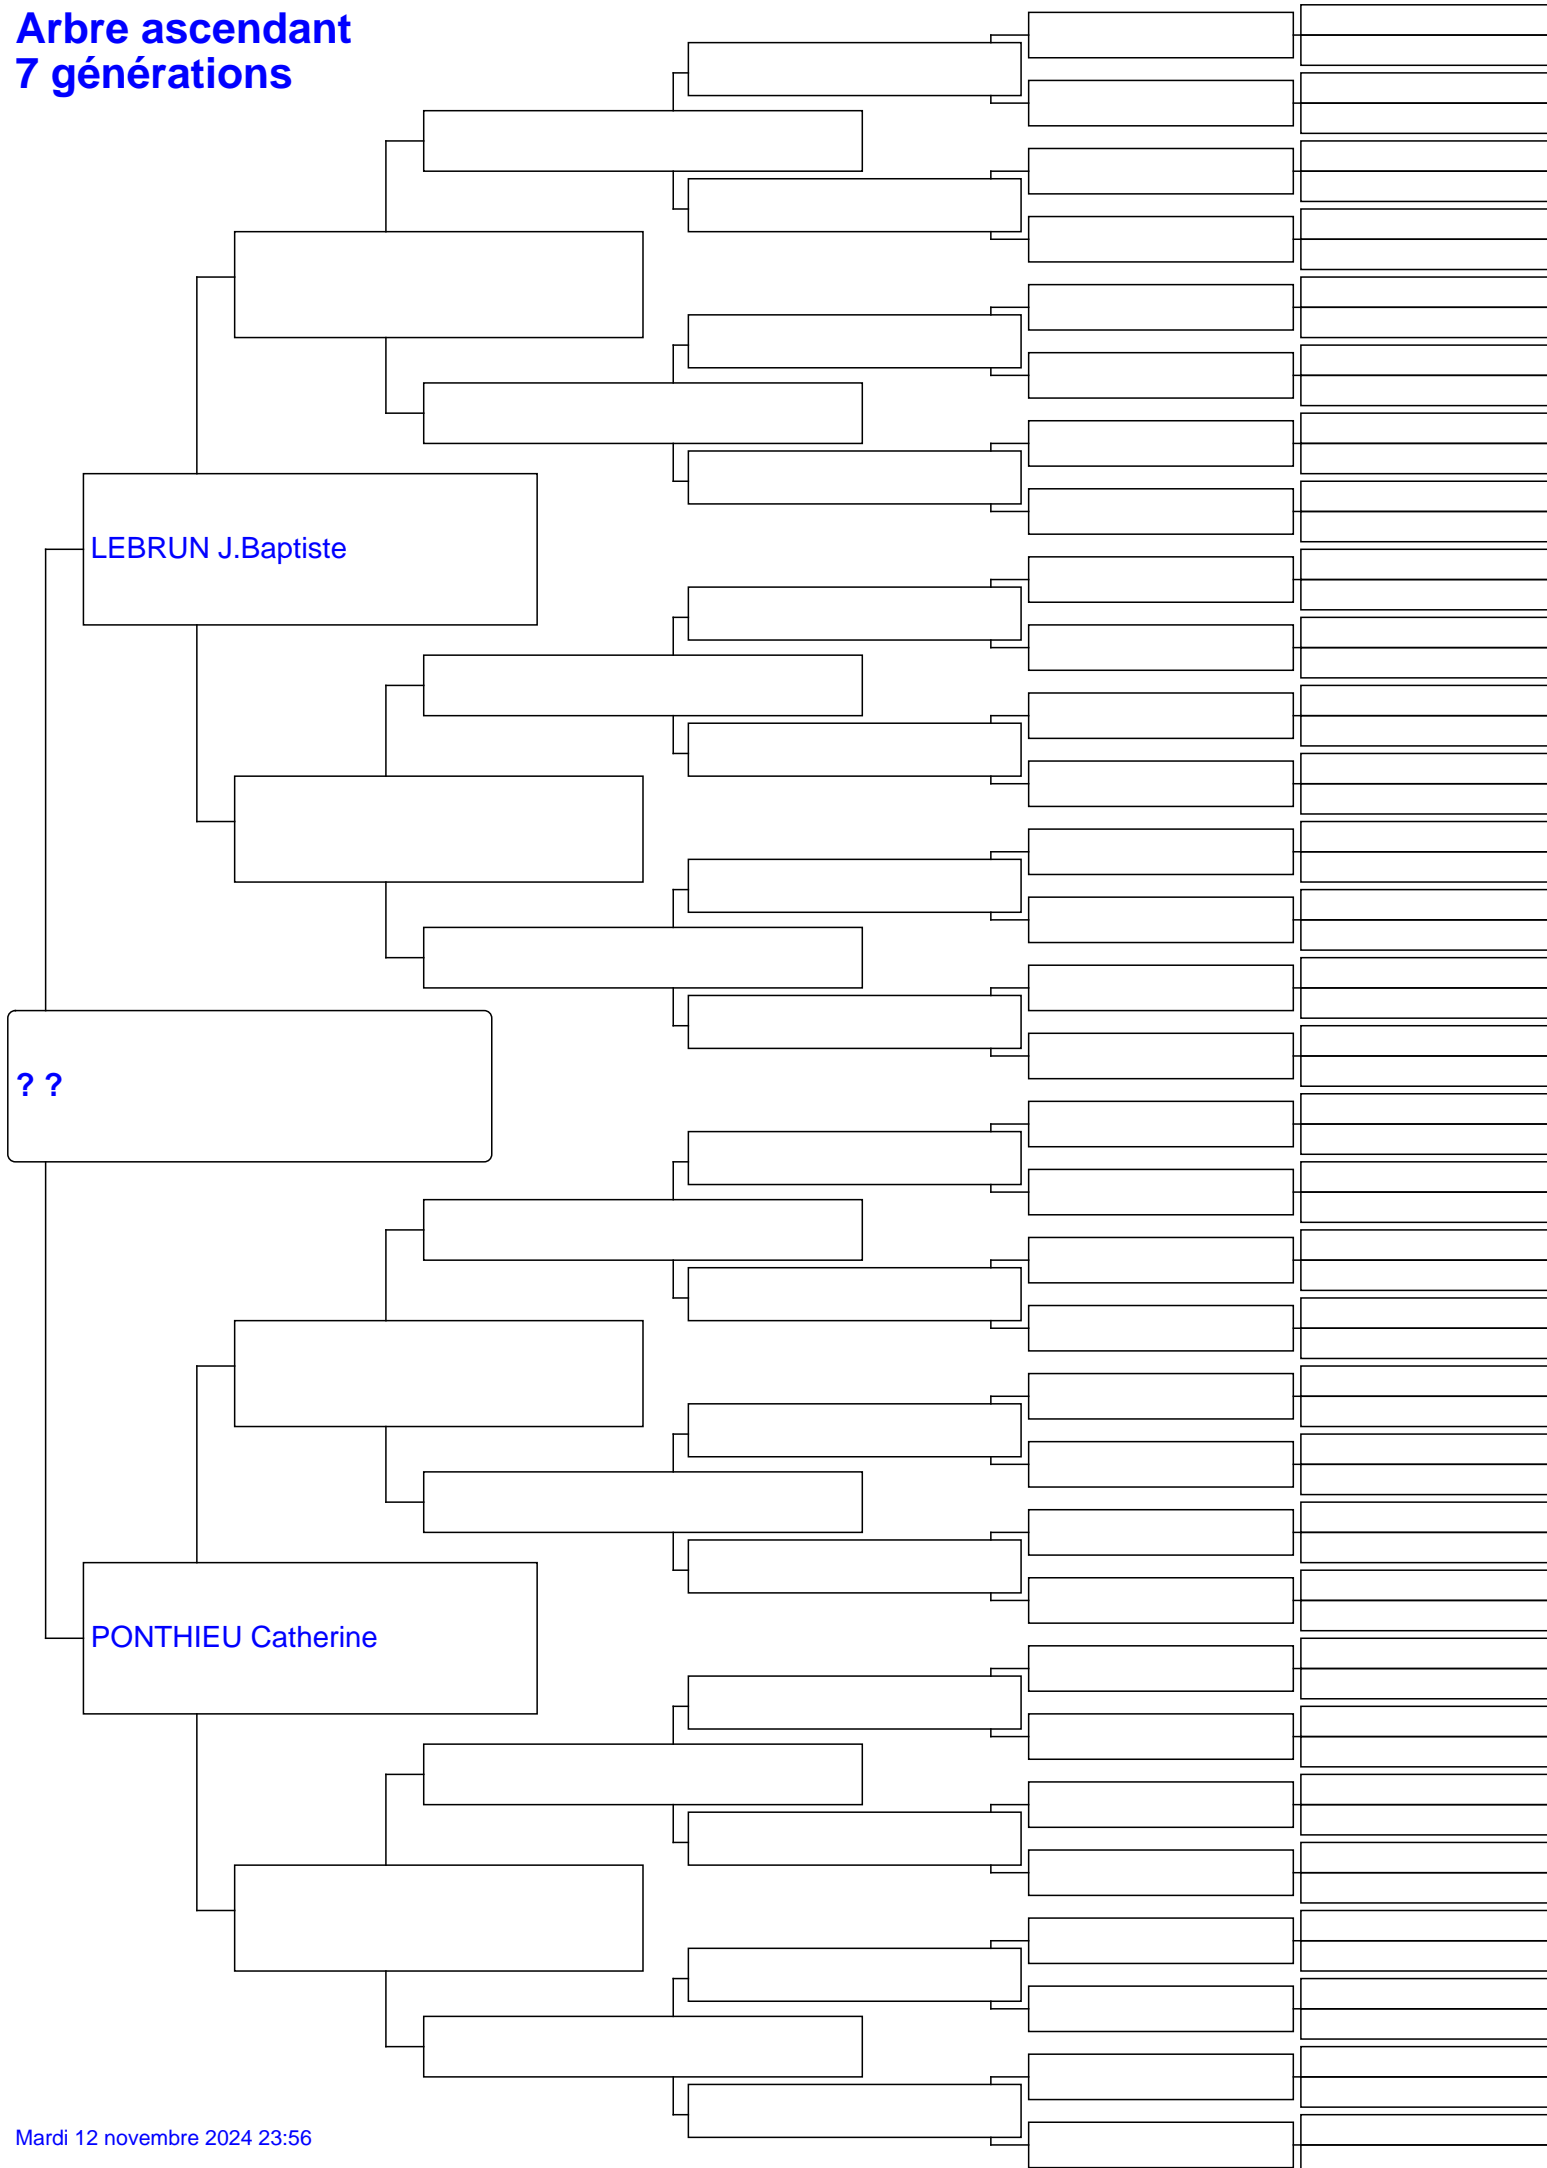 Arbre ascendant
7 générations
LEBRUN J.Baptiste
? ?
PONTHIEU Catherine
Mardi 12 novembre 2024 23:56